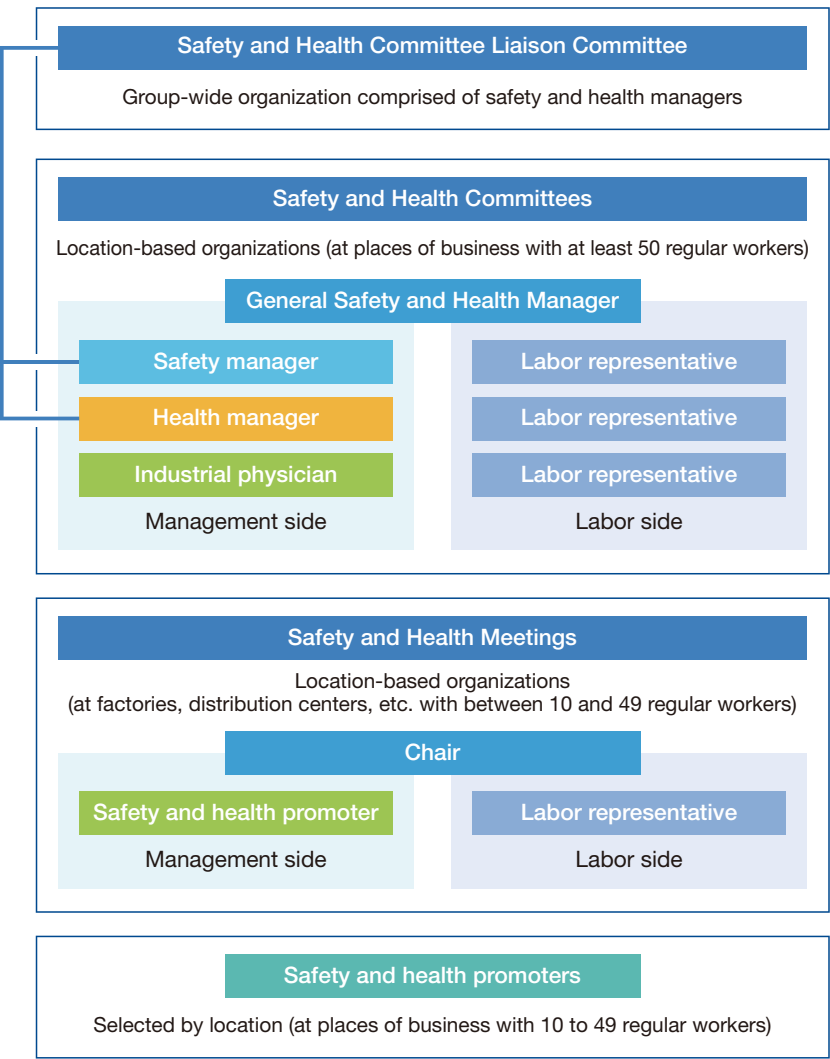 Safety and Health Committee Liaison Committee
Group-wide organization comprised of safety and health managers
Safety and Health Committees
Location-based organizations (at places of business with at least 50 regular workers)
General Safety and Health Manager
Safety manager
Health manager
Industrial physician
Management side
Labor representative
Labor representative
Labor representative
Labor side
Safety and Health Meetings
Location-based organizations
(at factories, distribution centers, etc. with between 10 and 49 regular workers)
Chair
Safety and health promoter
Management side
Labor representative
Labor side
Safety and health promoters
Selected by location (at places of business with 10 to 49 regular workers)